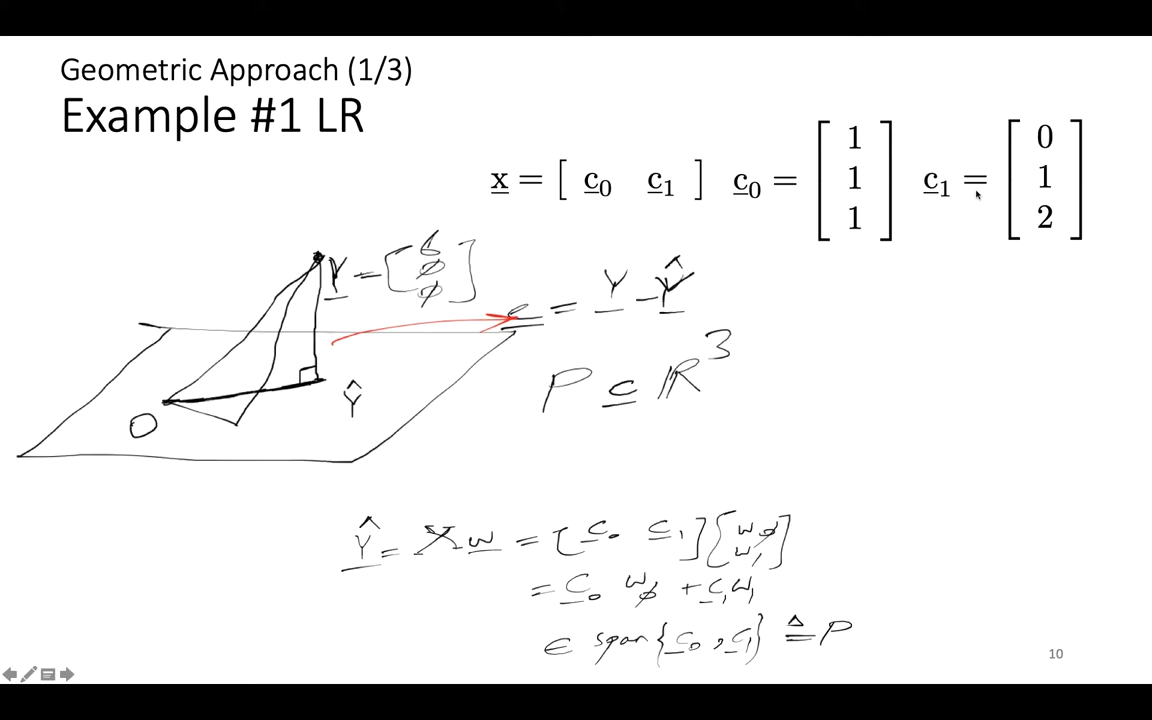 Geometric Approach (1/3)
Example #1 LR
x = [ c0 c1 ] c0 = [ 1 1 1 ] c1 = [ 0 1 2 ]
Y = [ 6 0 0 ]
e = Y - Ŷ
P ⊆ ℝ³
Ŷ
O
Ŷ = X w = [ c0 c1 ] [ w0 w1 ]
= c0 w0 + c1 w1
∈ span { c0 , c1 } ≜ P
10